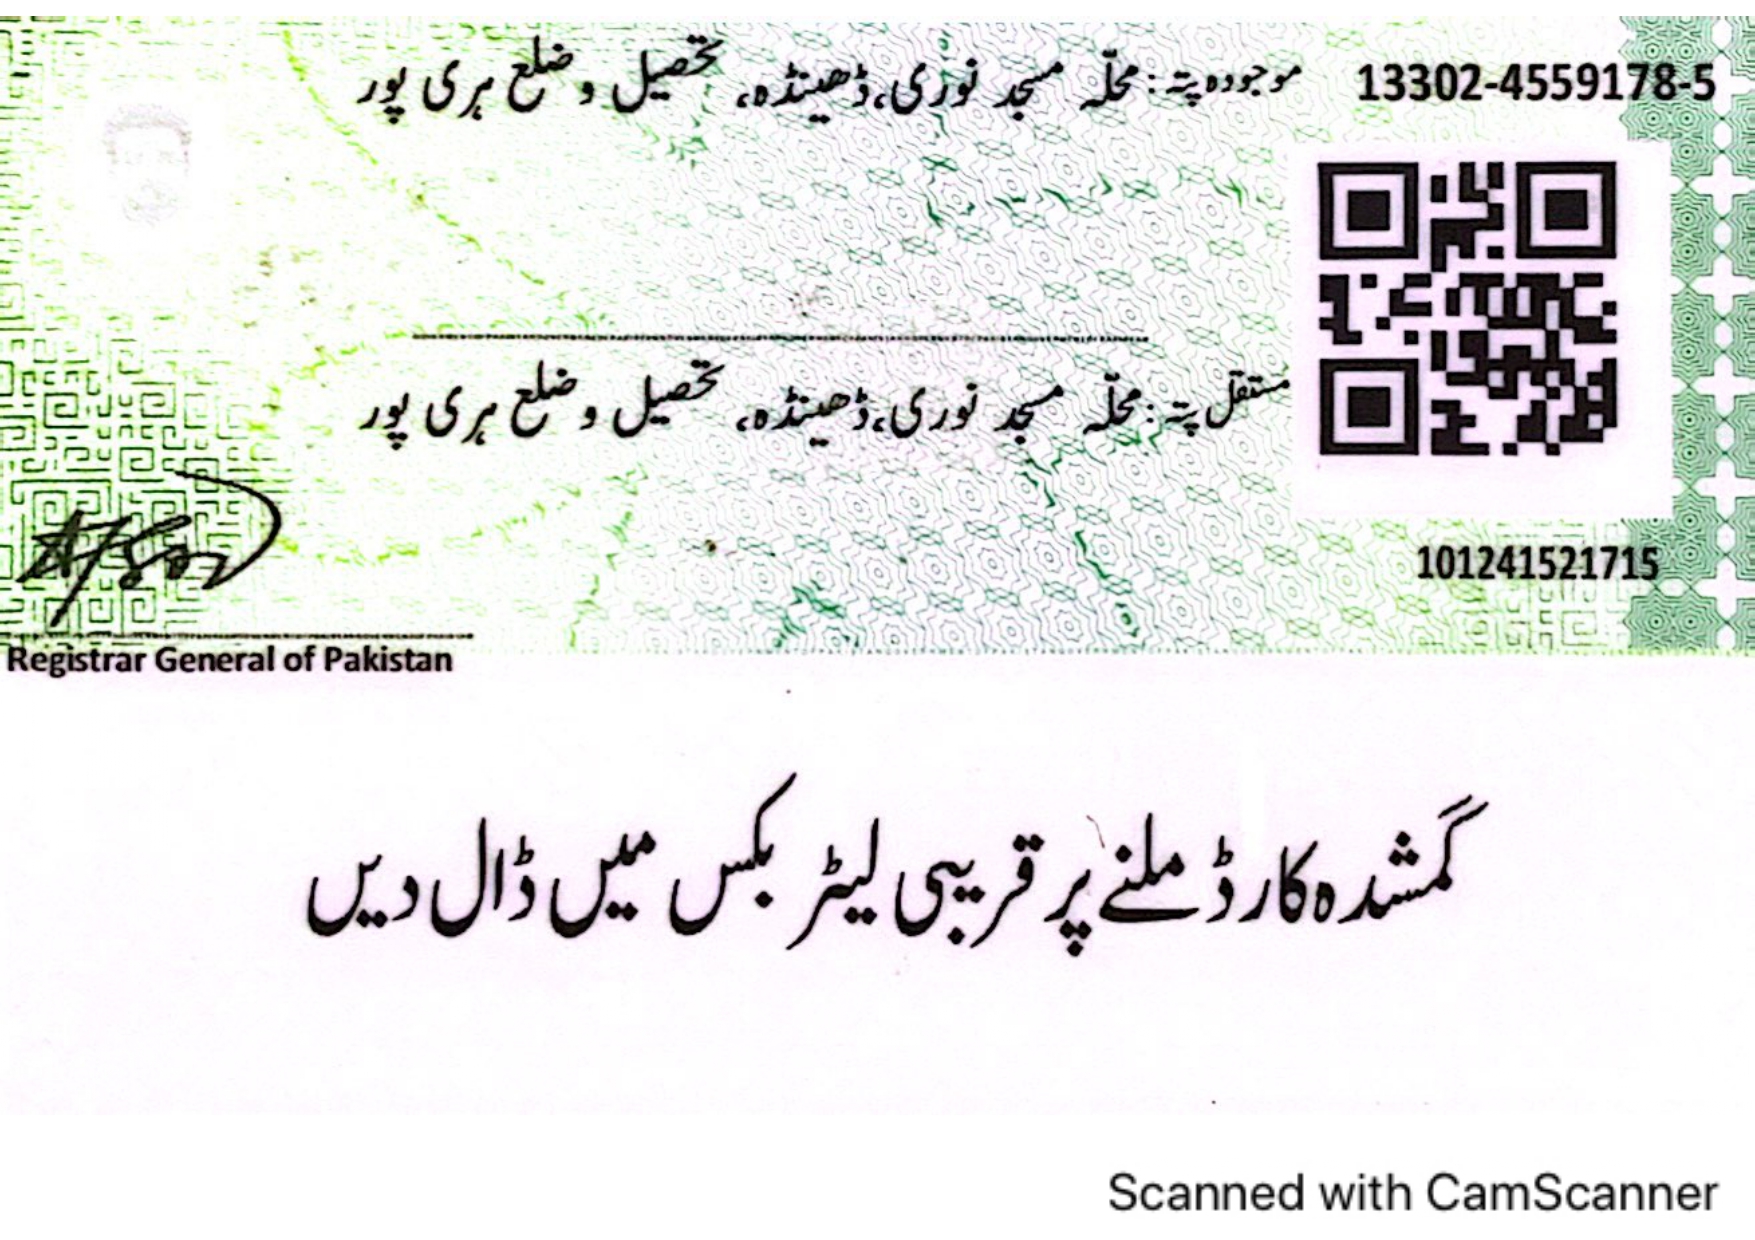 13302-4559178-5
موجودہ پتہ: محلّہ مسجد نوری، ڈھینڈہ، تحصیل و ضلع ہری پور
مستقل پتہ: محلّہ مسجد نوری، ڈھینڈہ، تحصیل و ضلع ہری پور
101241521715
Registrar General of Pakistan
گمشدہ کارڈ ملنے پر قریبی لیٹر بکس میں ڈال دیں
Scanned with CamScanner